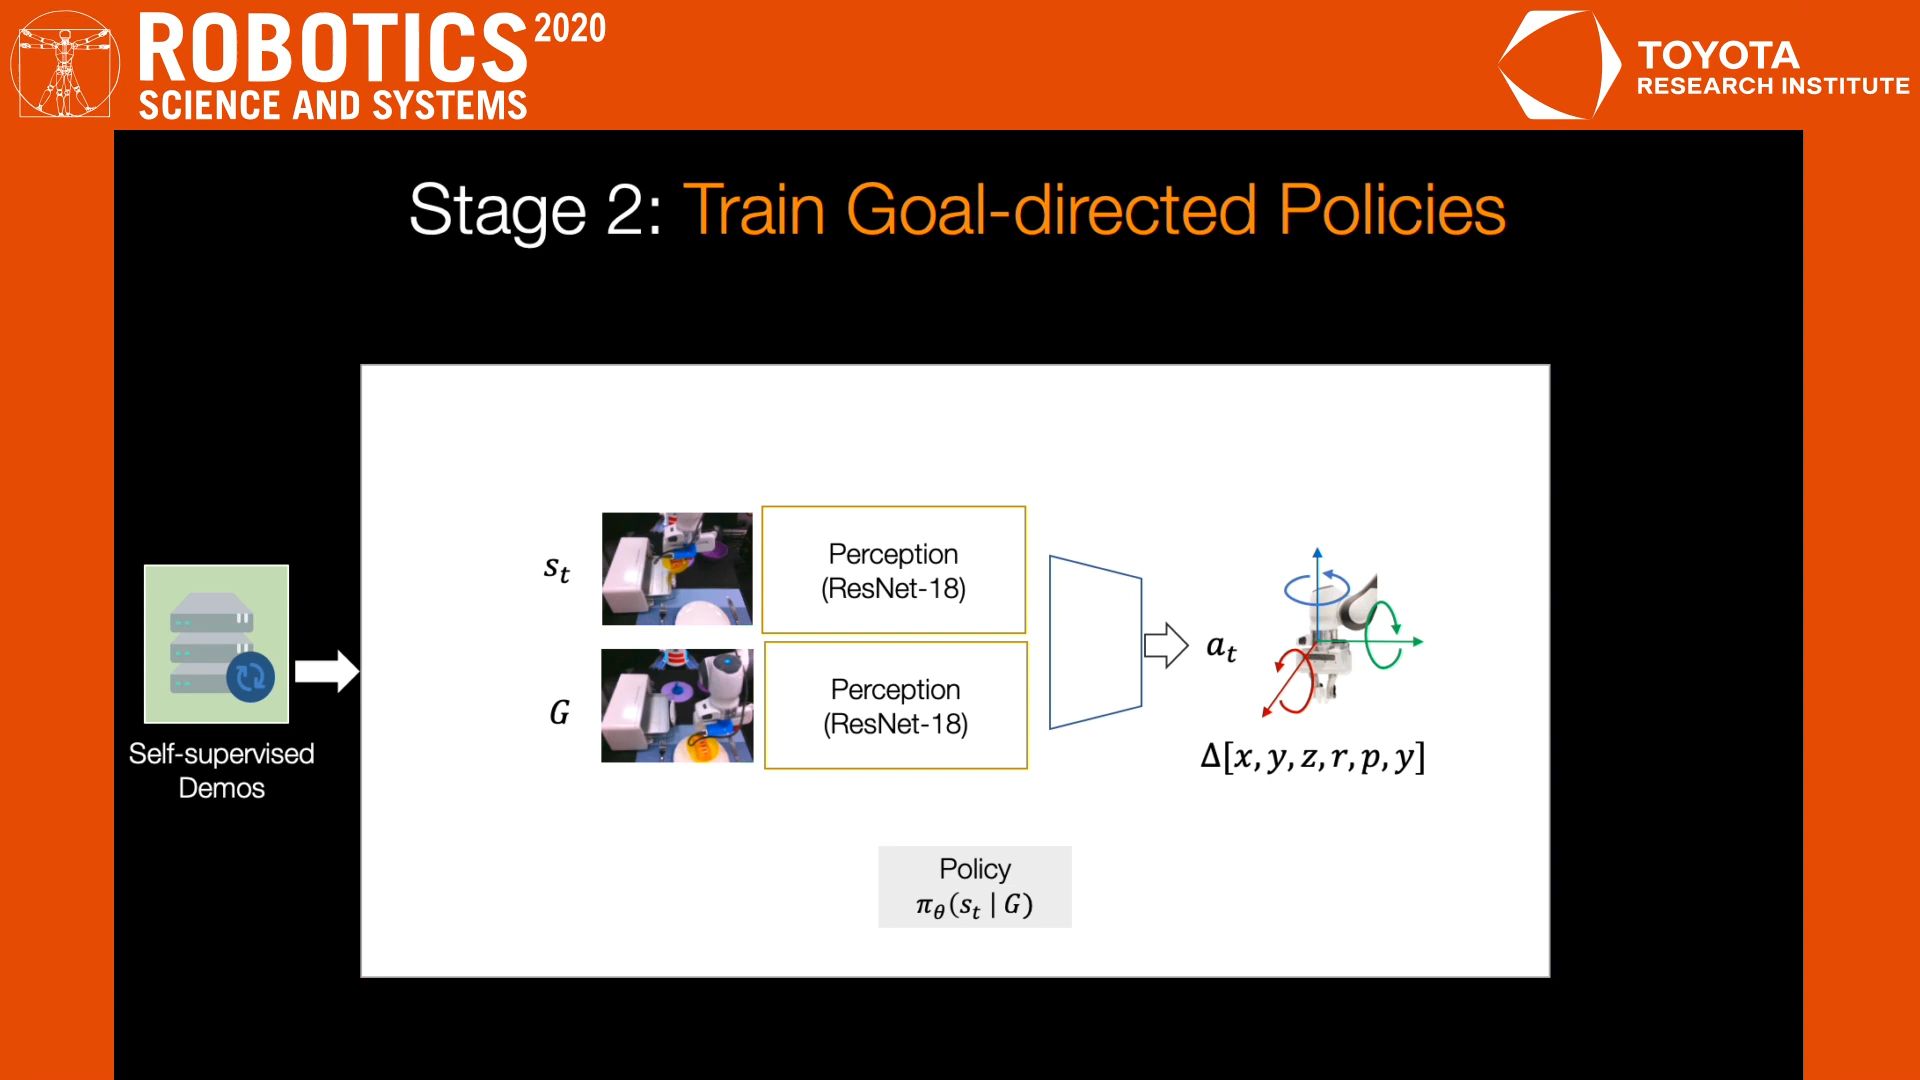 ROBOTICS 2020
SCIENCE AND SYSTEMS
TOYOTA
RESEARCH INSTITUTE
Stage 2: Train Goal-directed Policies
Self-supervised
Demos
s_t
Perception
(ResNet-18)
G
Perception
(ResNet-18)
a_t
Δ[x, y, z, r, p, y]
Policy
π_θ(s_t | G)